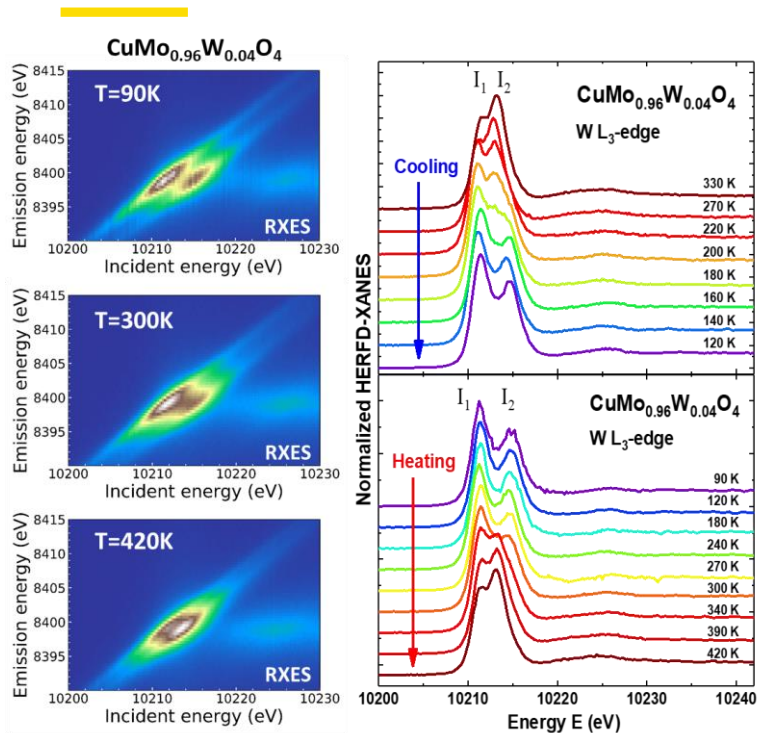 CuMo0.96W0.04O4
8415
8410
8405
8400
8395
Emission energy (eV)
T=90K
RXES
10200
10210
10220
10230
Incident energy (eV)
8415
8410
8405
8400
8395
Emission energy (eV)
T=300K
RXES
10200
10210
10220
10230
Incident energy (eV)
8415
8410
8405
8400
8395
Emission energy (eV)
T=420K
RXES
10200
10210
10220
10230
Incident energy (eV)
Normalized HERFD-XANES
I1
I2
CuMo0.96W0.04O4
W L3-edge
Cooling
330 K
270 K
220 K
200 K
180 K
160 K
140 K
120 K
I1
I2
CuMo0.96W0.04O4
W L3-edge
Heating
90 K
120 K
180 K
240 K
270 K
300 K
340 K
390 K
420 K
10200
10210
10220
10230
10240
Energy E (eV)